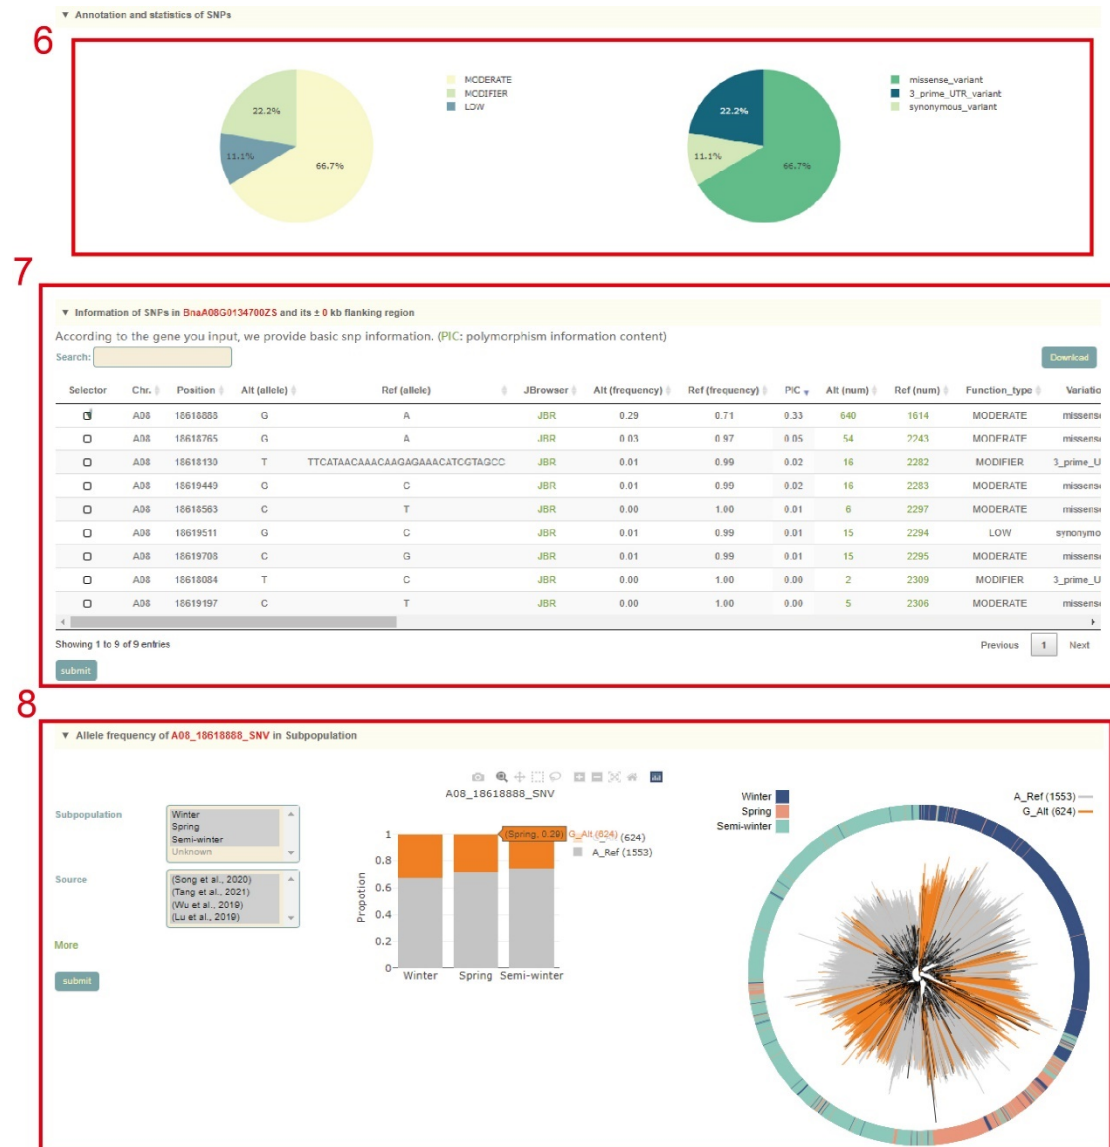 ▼ Annotation and statistics of SNPs
6
MODERATE
MODIFIER
LOW
22.2%
11.1%
66.7%
missense_variant
3_prime_UTR_variant
synonymous_variant
22.2%
11.1%
66.7%
7
▼ Information of SNPs in BnaA08G0134700ZS and its ± 0 kb flanking region
According to the gene you input, we provide basic snp information. (PIC: polymorphism information content)
Search:
Download
Selector Chr. Position Alt (allele) Ref (allele) JBrowser Alt (frequency) Ref (frequency) PIC Alt (num) Ref (num) Function_type Variatio
A08 18618888 G A JBR 0.29 0.71 0.33 640 1614 MODERATE missense
A08 18618765 G A JBR 0.03 0.97 0.05 54 2243 MODERATE missense
A08 18618130 T TTCATAACAAACAAGAGAAACATCGTAGCC JBR 0.01 0.99 0.02 16 2282 MODIFIER 3_prime_U
A08 18619449 G C JBR 0.01 0.99 0.02 16 2283 MODERATE missense
A08 18618563 C T JBR 0.00 1.00 0.01 6 2297 MODERATE missense
A08 18619511 G C JBR 0.01 0.99 0.01 15 2294 LOW synonymo
A08 18619708 C G JBR 0.01 0.99 0.01 15 2295 MODERATE missense
A08 18618084 T C JBR 0.00 1.00 0.00 2 2309 MODIFIER 3_prime_U
A08 18619197 C T JBR 0.00 1.00 0.00 5 2306 MODERATE missens
Showing 1 to 9 of 9 entries
Previous 1 Next
submit
8
▼ Allele frequency of A08_18618888_SNV in Subpopulation
Subpopulation
Winter
Spring
Semi-winter
Unknown
Source
(Song et al., 2020)
(Tang et al., 2021)
(Wu et al., 2019)
(Lu et al., 2019)
More
submit
A08_18618888_SNV
Propotion
1
0.8
0.6
0.4
0.2
0
Winter Spring Semi-winter
(Spring, 0.29) G_Alt (624) (624)
A_Ref (1553)
Winter
Spring
Semi-winter
A_Ref (1553)
G_Alt (624)